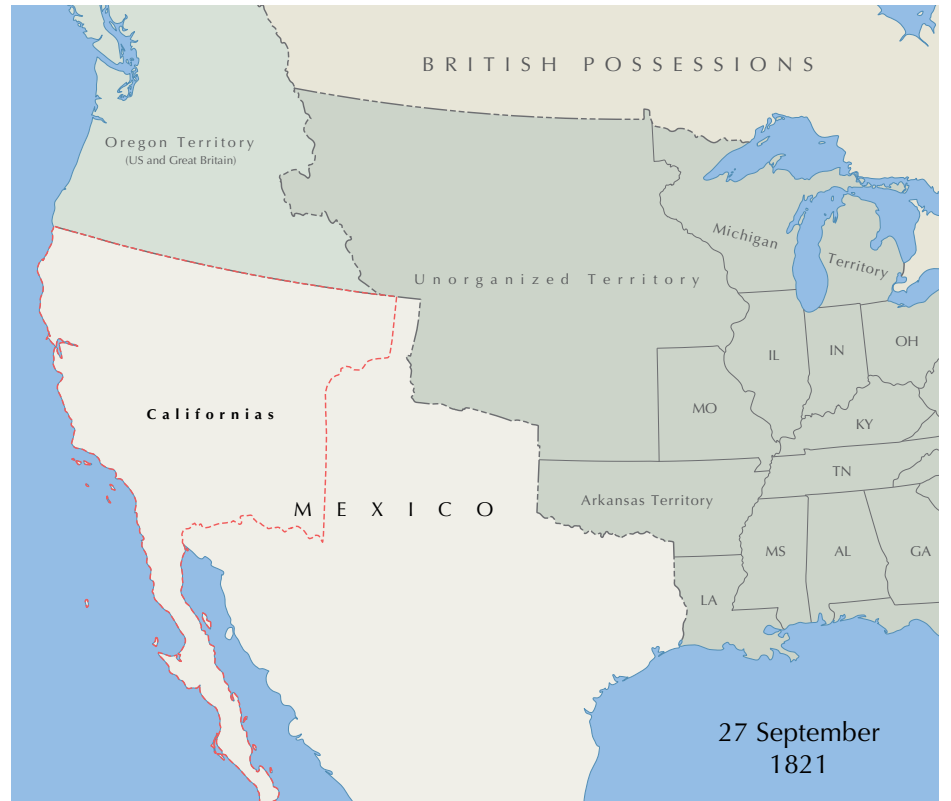 BRITISH POSSESSIONS
Oregon Territory
(US and Great Britain)
Michigan
Territory
Unorganized Territory
IL
IN
OH
Californias
MO
KY
TN
MEXICO
Arkansas Territory
MS
AL
GA
LA
27 September
1821